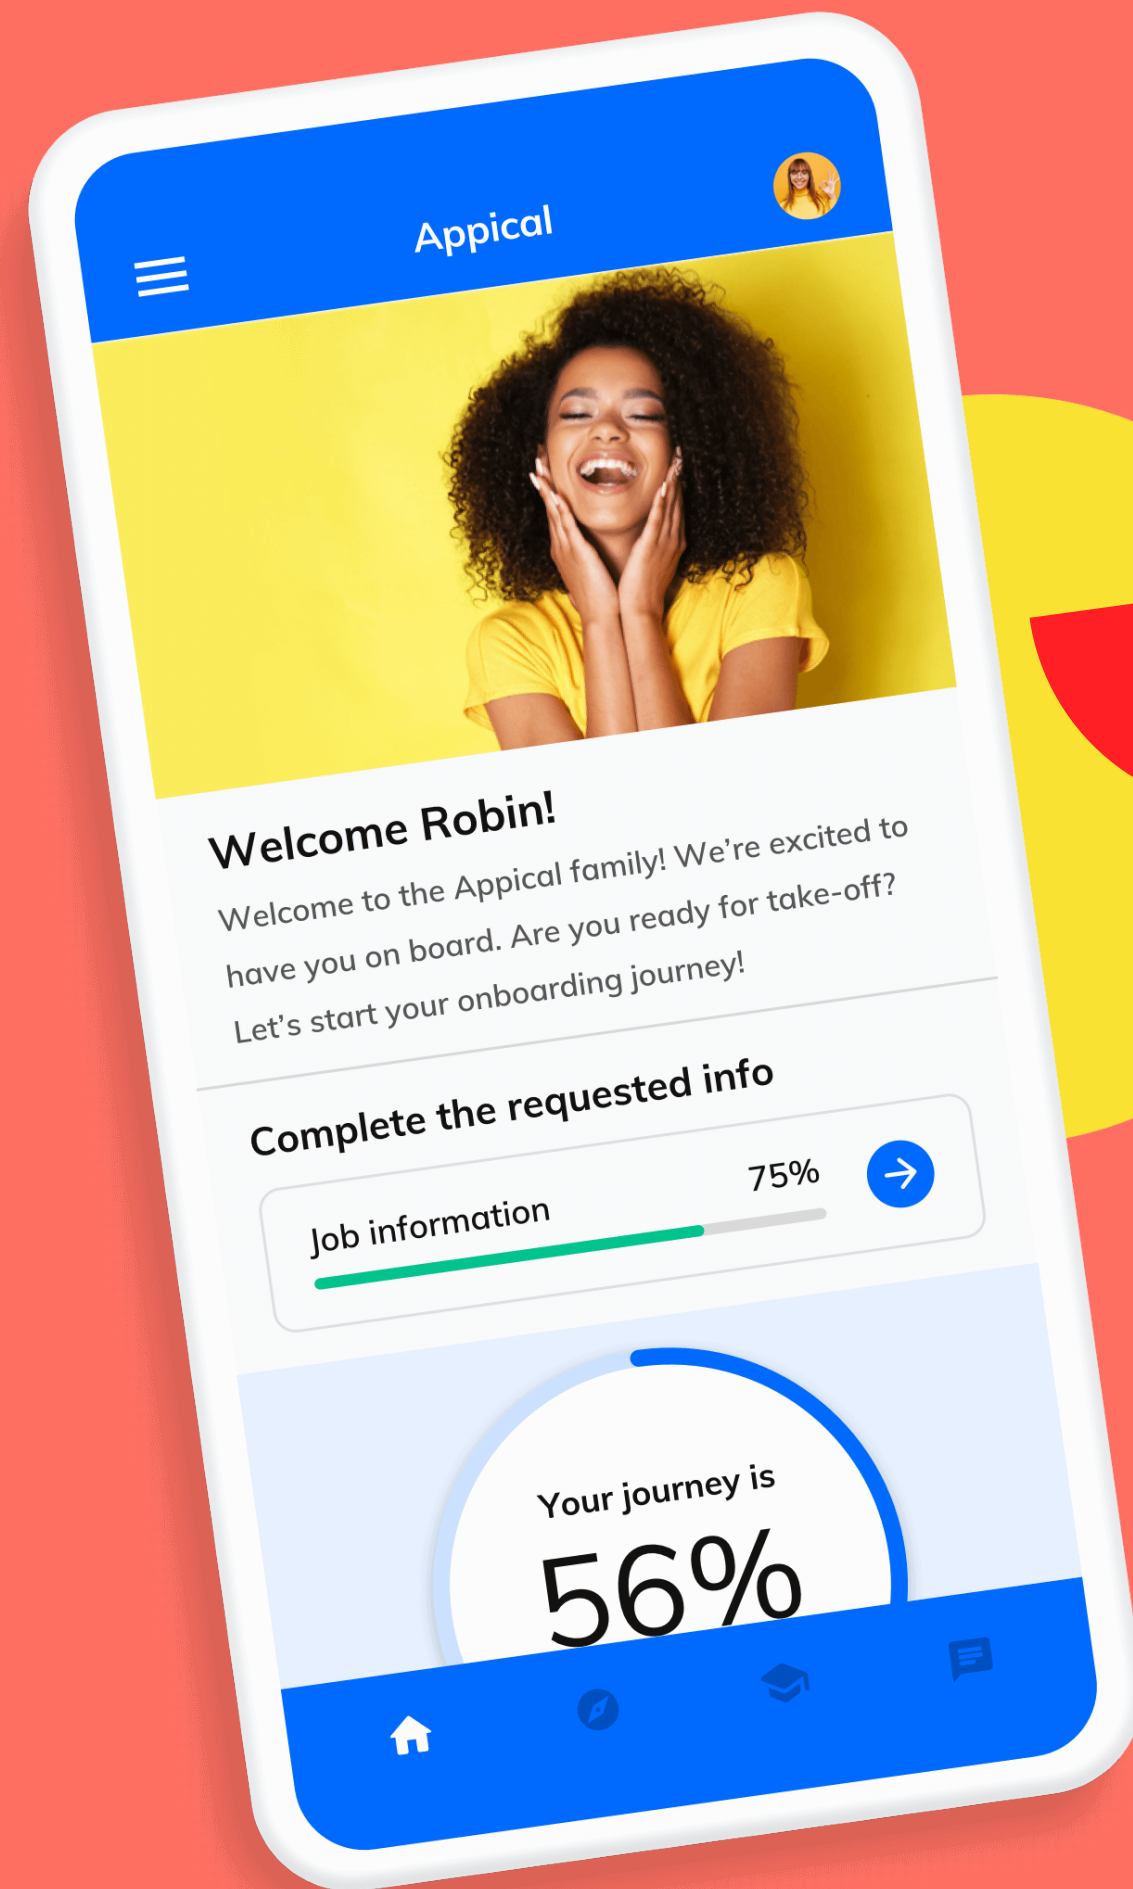 Appical
Welcome Robin!
Welcome to the Appical family! We’re excited to
have you on board. Are you ready for take-off?
Let’s start your onboarding journey!
Complete the requested info
Job information
75%
Your journey is
56%